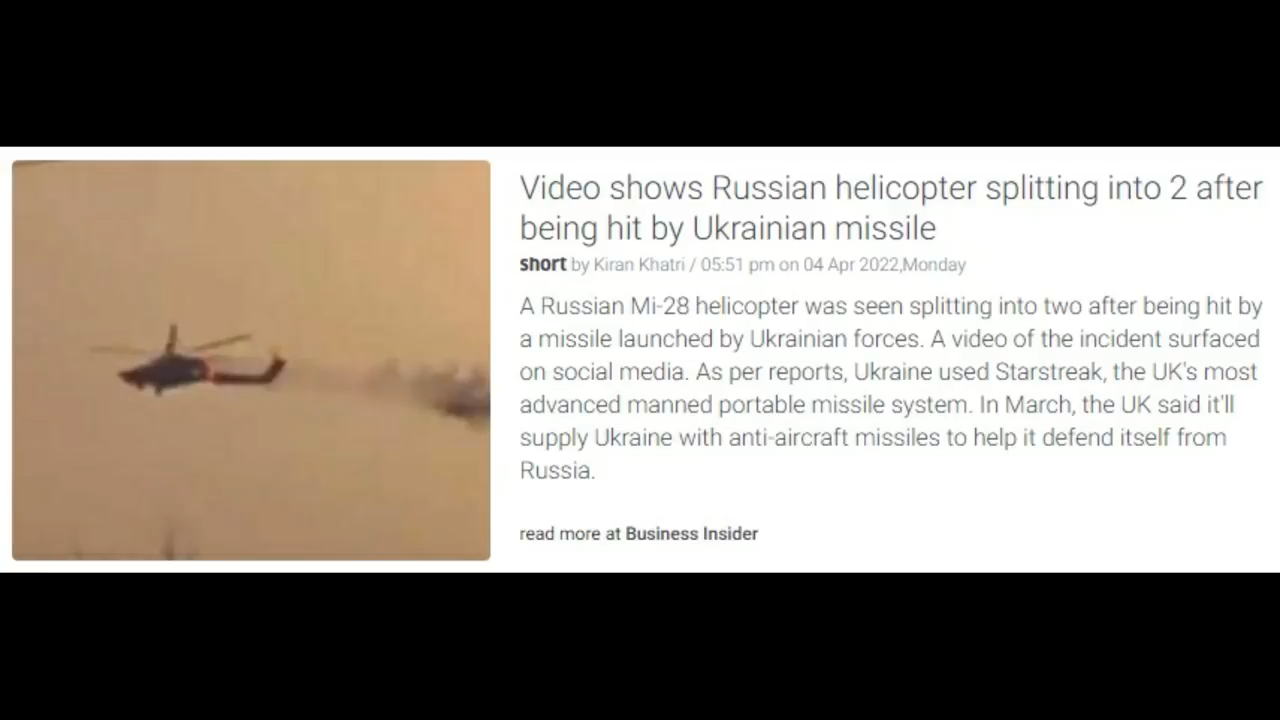 Video shows Russian helicopter splitting into 2 after
being hit by Ukrainian missile
short by Kiran Khatri / 05:51 pm on 04 Apr 2022,Monday
A Russian Mi-28 helicopter was seen splitting into two after being hit by
a missile launched by Ukrainian forces. A video of the incident surfaced
on social media. As per reports, Ukraine used Starstreak, the UK's most
advanced manned portable missile system. In March, the UK said it'll
supply Ukraine with anti-aircraft missiles to help it defend itself from
Russia.
read more at Business Insider